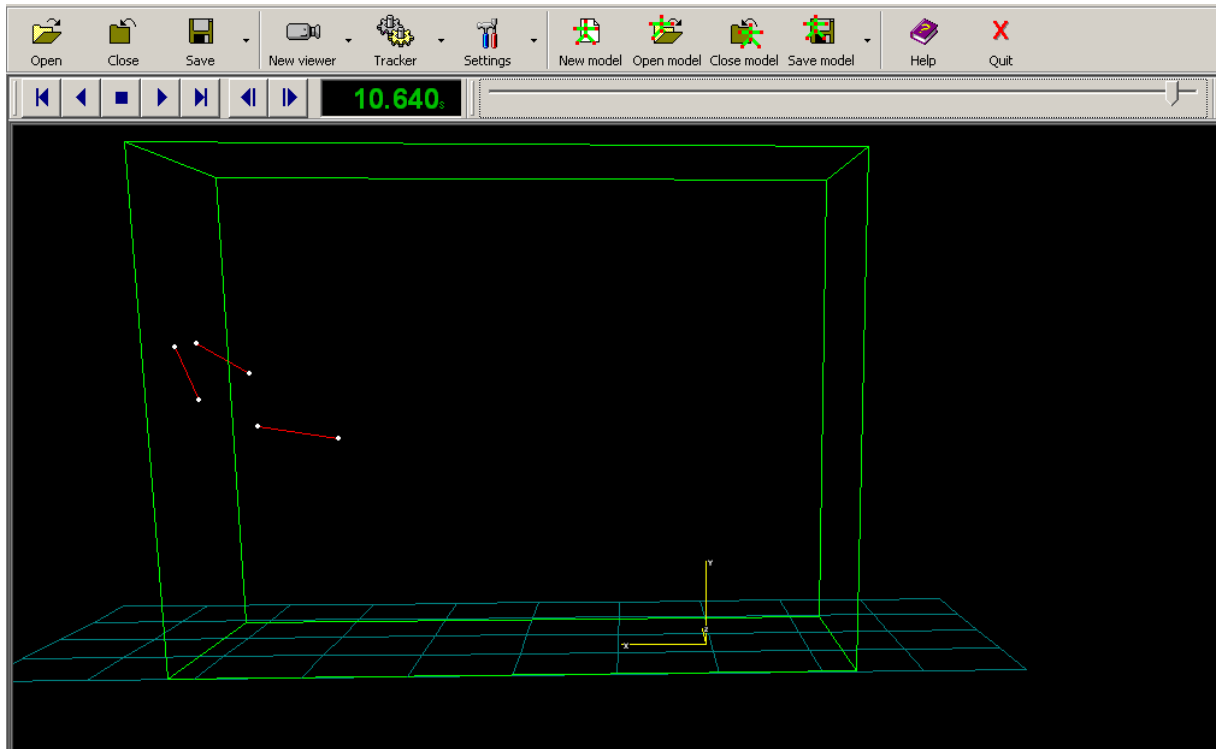 Open Close Save New viewer Tracker Settings New model Open model Close model Save model Help Quit
10.640s
Y
Z
X